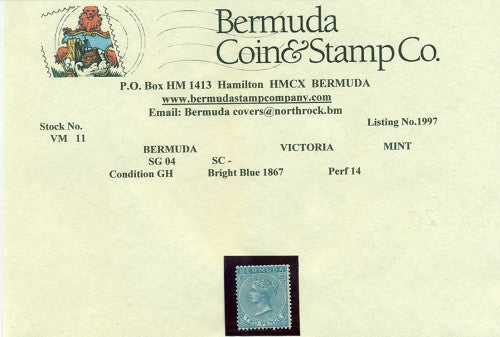 Bermuda
Coin&Stamp Co.
P.O. Box HM 1413 Hamilton HMCX BERMUDA
www.bermudastampcompany.com
Email: Bermuda covers@northrock.bm
Stock No. Listing No.1997
VM 11
BERMUDA VICTORIA MINT
SG 04 SC -
Condition GH Bright Blue 1867 Perf 14
BERMUDA
TWO PENCE